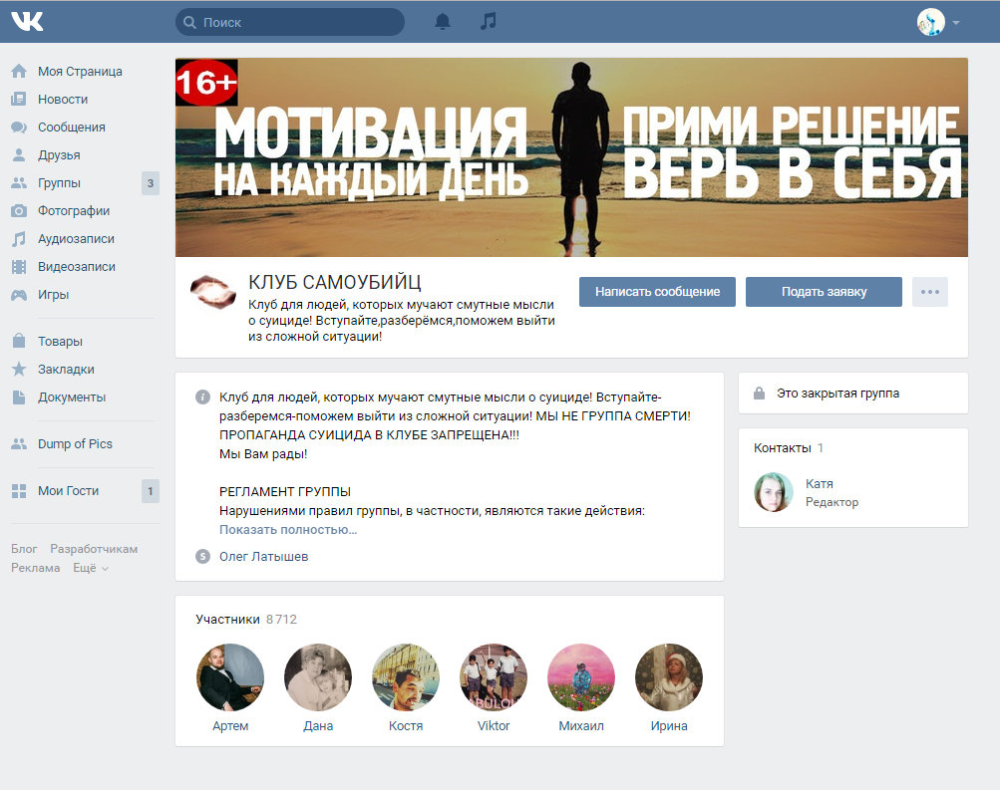 Поиск
Моя Страница
Новости
Сообщения
Друзья
Группы 3
Фотографии
Аудиозаписи
Видеозаписи
Игры
Товары
Закладки
Документы
Dump of Pics
Мои Гости 1
Блог Разработчикам
Реклама Ещё
16+
МОТИВАЦИЯ
НА КАЖДЫЙ ДЕНЬ
ПРИМИ РЕШЕНИЕ
ВЕРЬ В СЕБЯ
КЛУБ САМОУБИЙЦ
Клуб для людей, которых мучают смутные мысли
о суициде! Вступайте,разберёмся,поможем выйти
из сложной ситуации!
Написать сообщение
Подать заявку
Клуб для людей, которых мучают смутные мысли о суициде! Вступайте-
разберемся-поможем выйти из сложной ситуации! МЫ НЕ ГРУППА СМЕРТИ!
ПРОПАГАНДА СУИЦИДА В КЛУБЕ ЗАПРЕЩЕНА!!!
Мы Вам рады!
РЕГЛАМЕНТ ГРУППЫ
Нарушениями правил группы, в частности, являются такие действия:
Показать полностью…
Олег Латышев
Это закрытая группа
Контакты 1
Катя
Редактор
Участники 8 712
Артем
Дана
Костя
Viktor
Михаил
Ирина